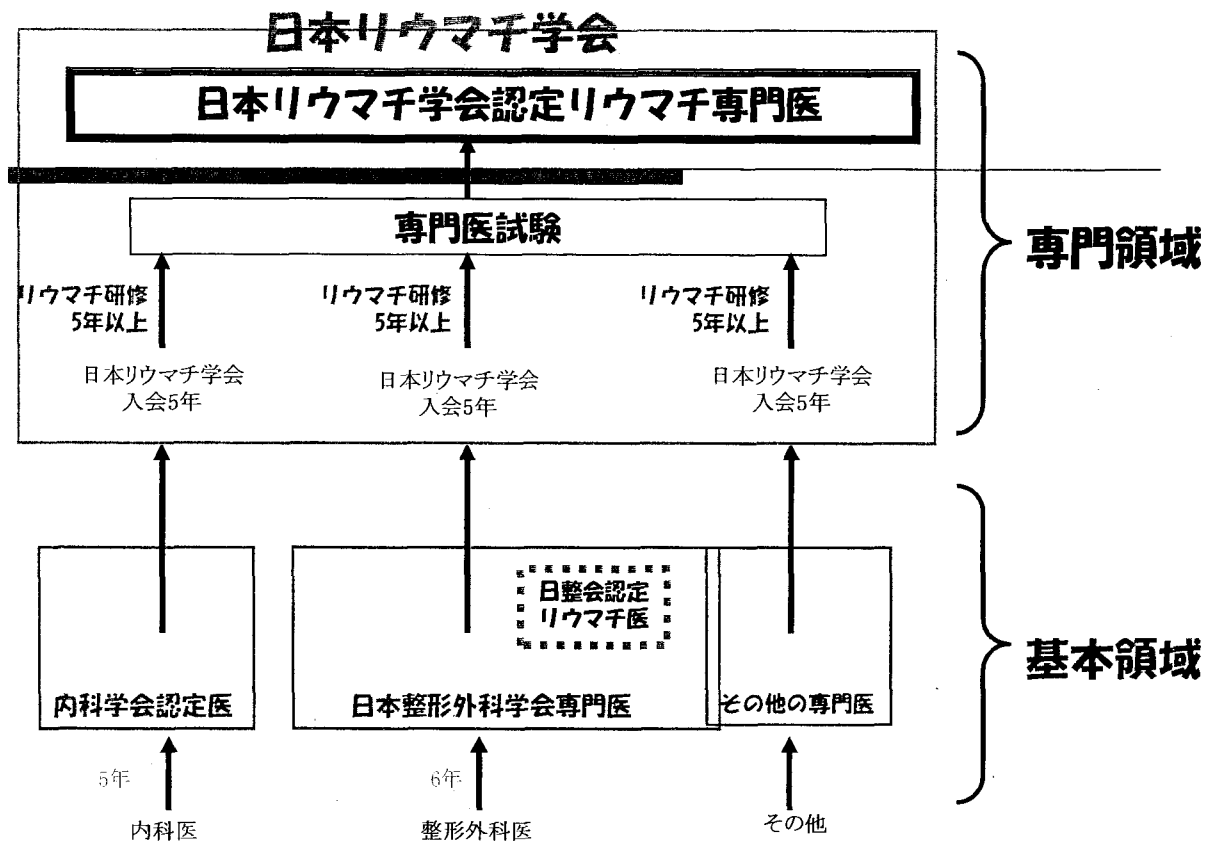 日本リウマチ学会
日本リウマチ学会認定リウマチ専門医
専門医試験
専門領域
リウマチ研修
5年以上
リウマチ研修
5年以上
リウマチ研修
5年以上
日本リウマチ学会
入会5年
日本リウマチ学会
入会5年
日本リウマチ学会
入会5年
日整会認定
リウマチ医
基本領域
内科学会認定医
日本整形外科学会専門医
その他の専門医
5年
6年
内科医
整形外科医
その他